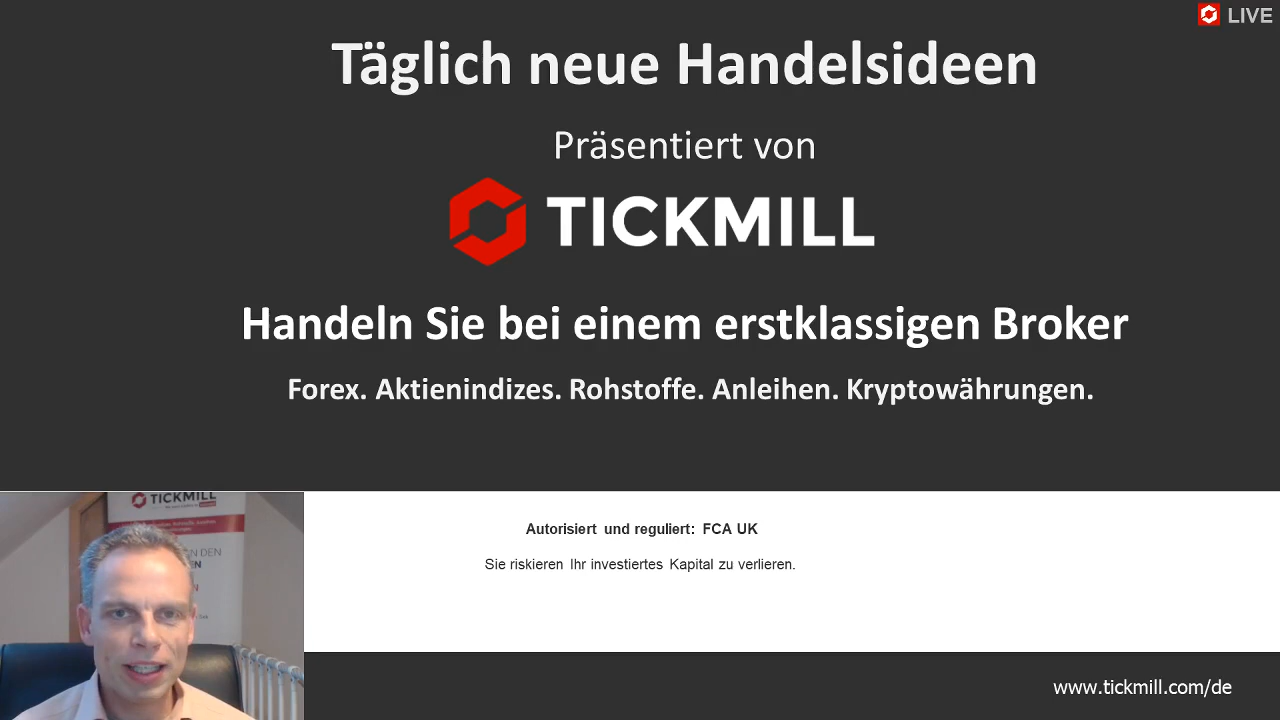 LIVE
Täglich neue Handelsideen
Präsentiert von
TICKMILL
Handeln Sie bei einem erstklassigen Broker
Forex. Aktienindizes. Rohstoffe. Anleihen. Kryptowährungen.
TICKMILL
Autorisiert und reguliert: FCA UK
Sie riskieren Ihr investiertes Kapital zu verlieren.
www.tickmill.com/de